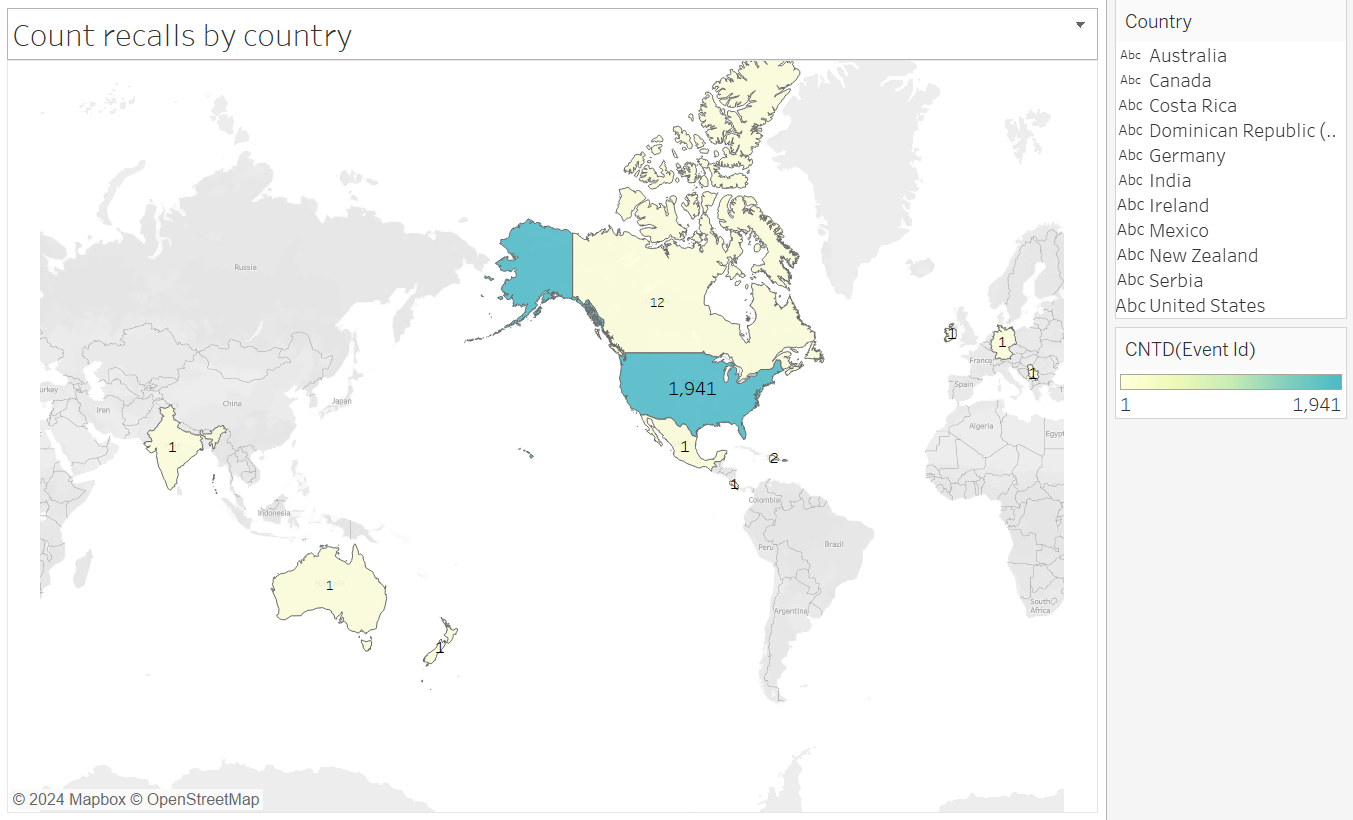 Count recalls by country
Russia
12
1
France
1
1
1,941
urkey
China
Japan
Spain
T
Iran
Algeria
Egypt
1
1
2
1
Colombia
Indonesia
Peru
Brazil
1
South
Africa
Argentina
1
© 2024 Mapbox © OpenStreetMap
Country
Abc Australia
Abc Canada
Abc Costa Rica
Abc Dominican Republic (..
Abc Germany
Abc India
Abc Ireland
Abc Mexico
Abc New Zealand
Abc Serbia
Abc United States
CNTD(Event Id)
1 1,941